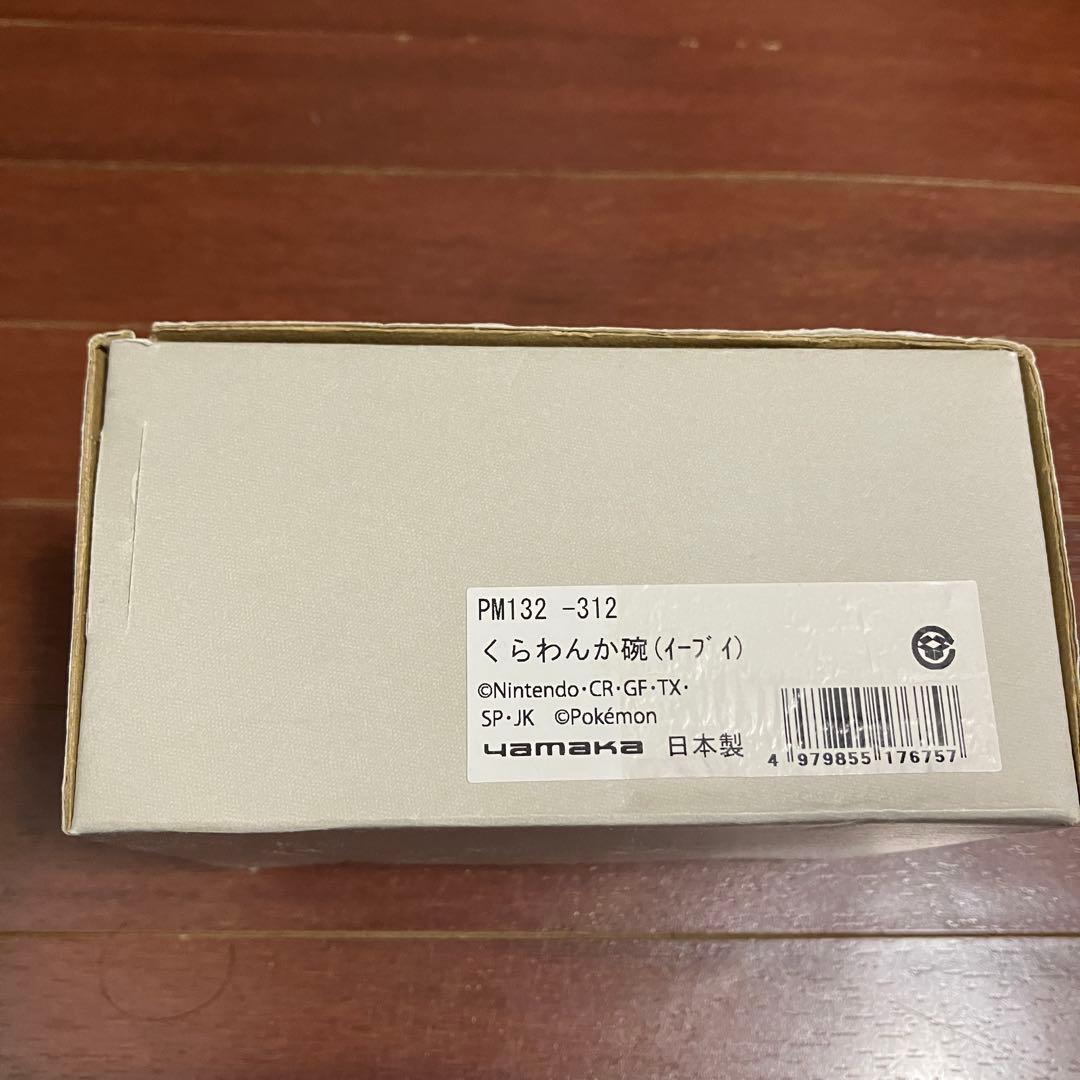 PM132 -312
くらわんか碗(ｲｰﾌﾞｲ)
©Nintendo・CR・GF・TX・
SP・JK ©Pokémon
yamaka 日本製
4 979855 176757